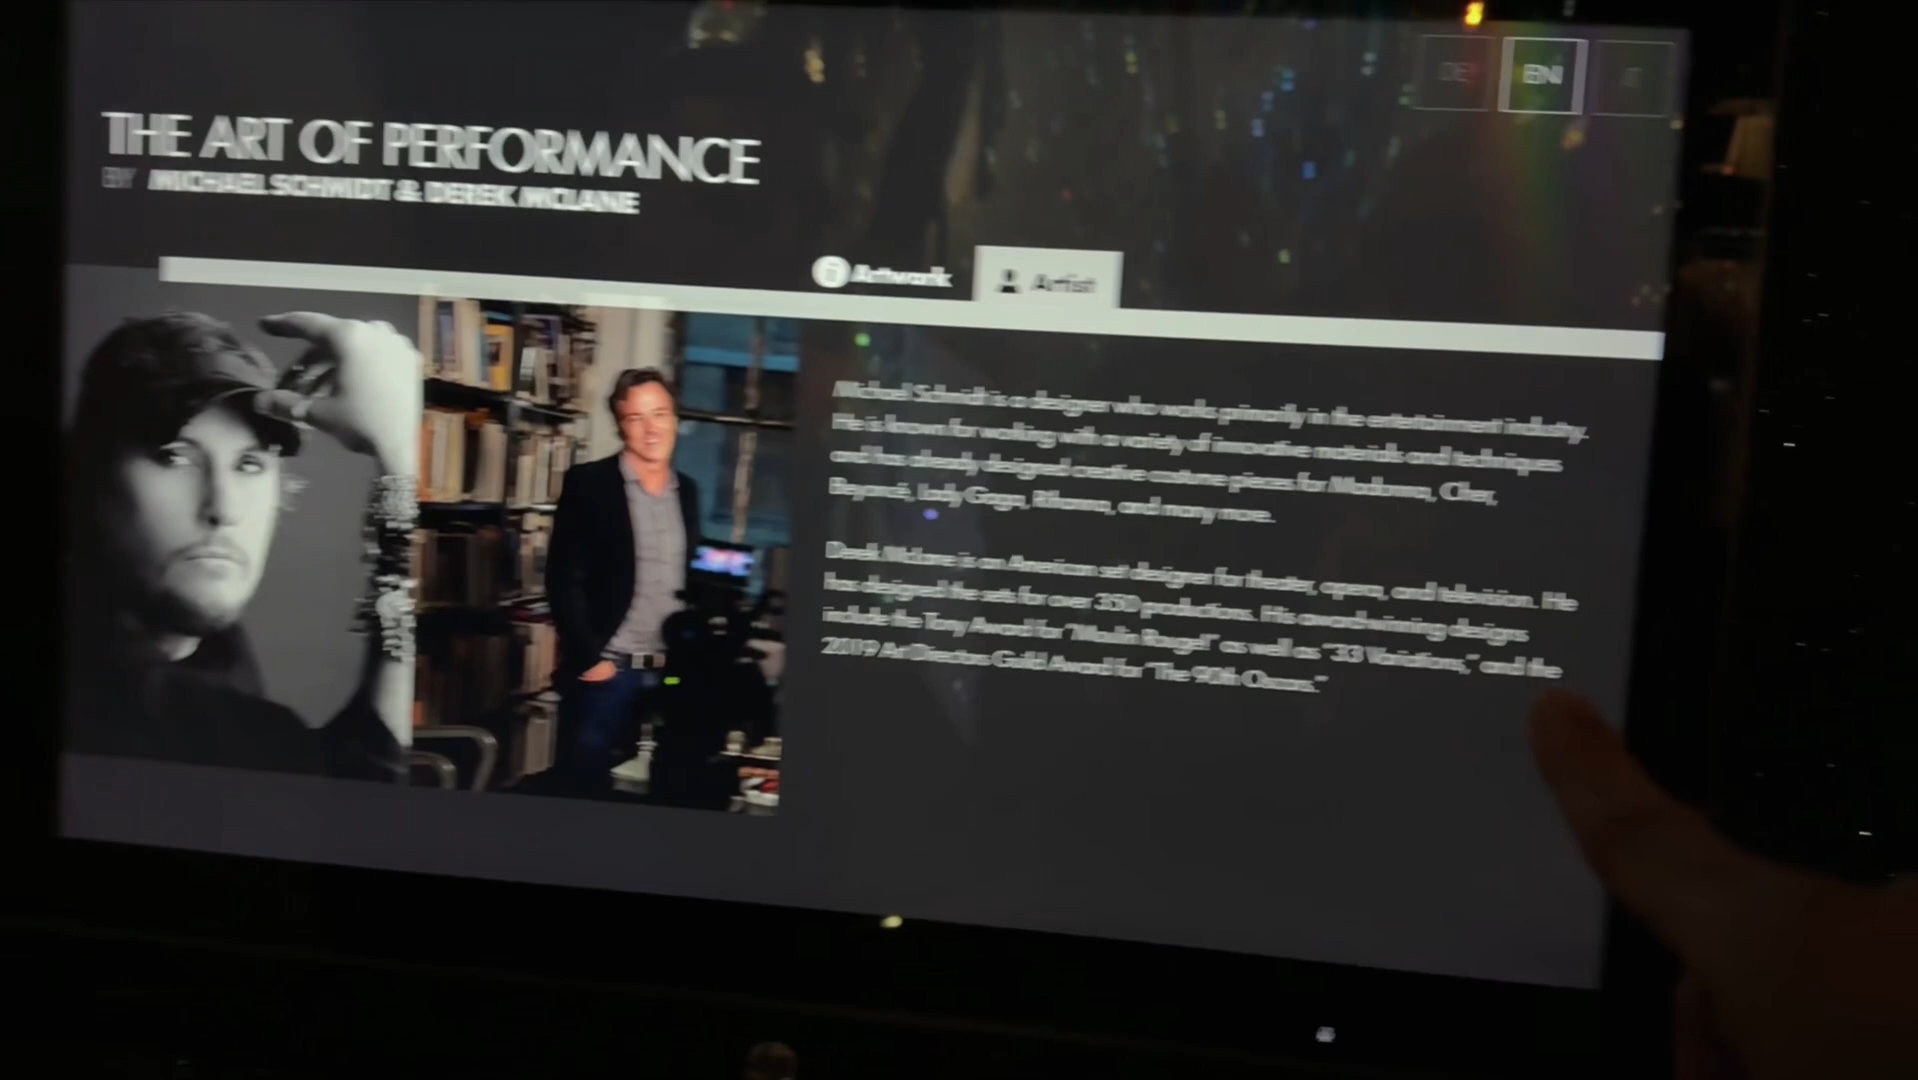 DE EN IT
THE ART OF PERFORMANCE
BY MICHAEL SCHMIDT & DEREK MCLANE
Artwork Artist
Michael Schmidt is a designer who works primarily in the entertainment industry.
He is known for working with a variety of innovative materials and techniques
and has already designed creative costume pieces for Madonna, Cher,
Beyoncé, Lady Gaga, Rihanna, and many more.
Derek McLane is an American set designer for theater, opera, and television. He
has designed the sets for over 350 productions. His award-winning designs
include the Tony Award for "Moulin Rouge!" as well as "33 Variations," and the
2019 Art Directors Guild Award for "The 90th Oscars."